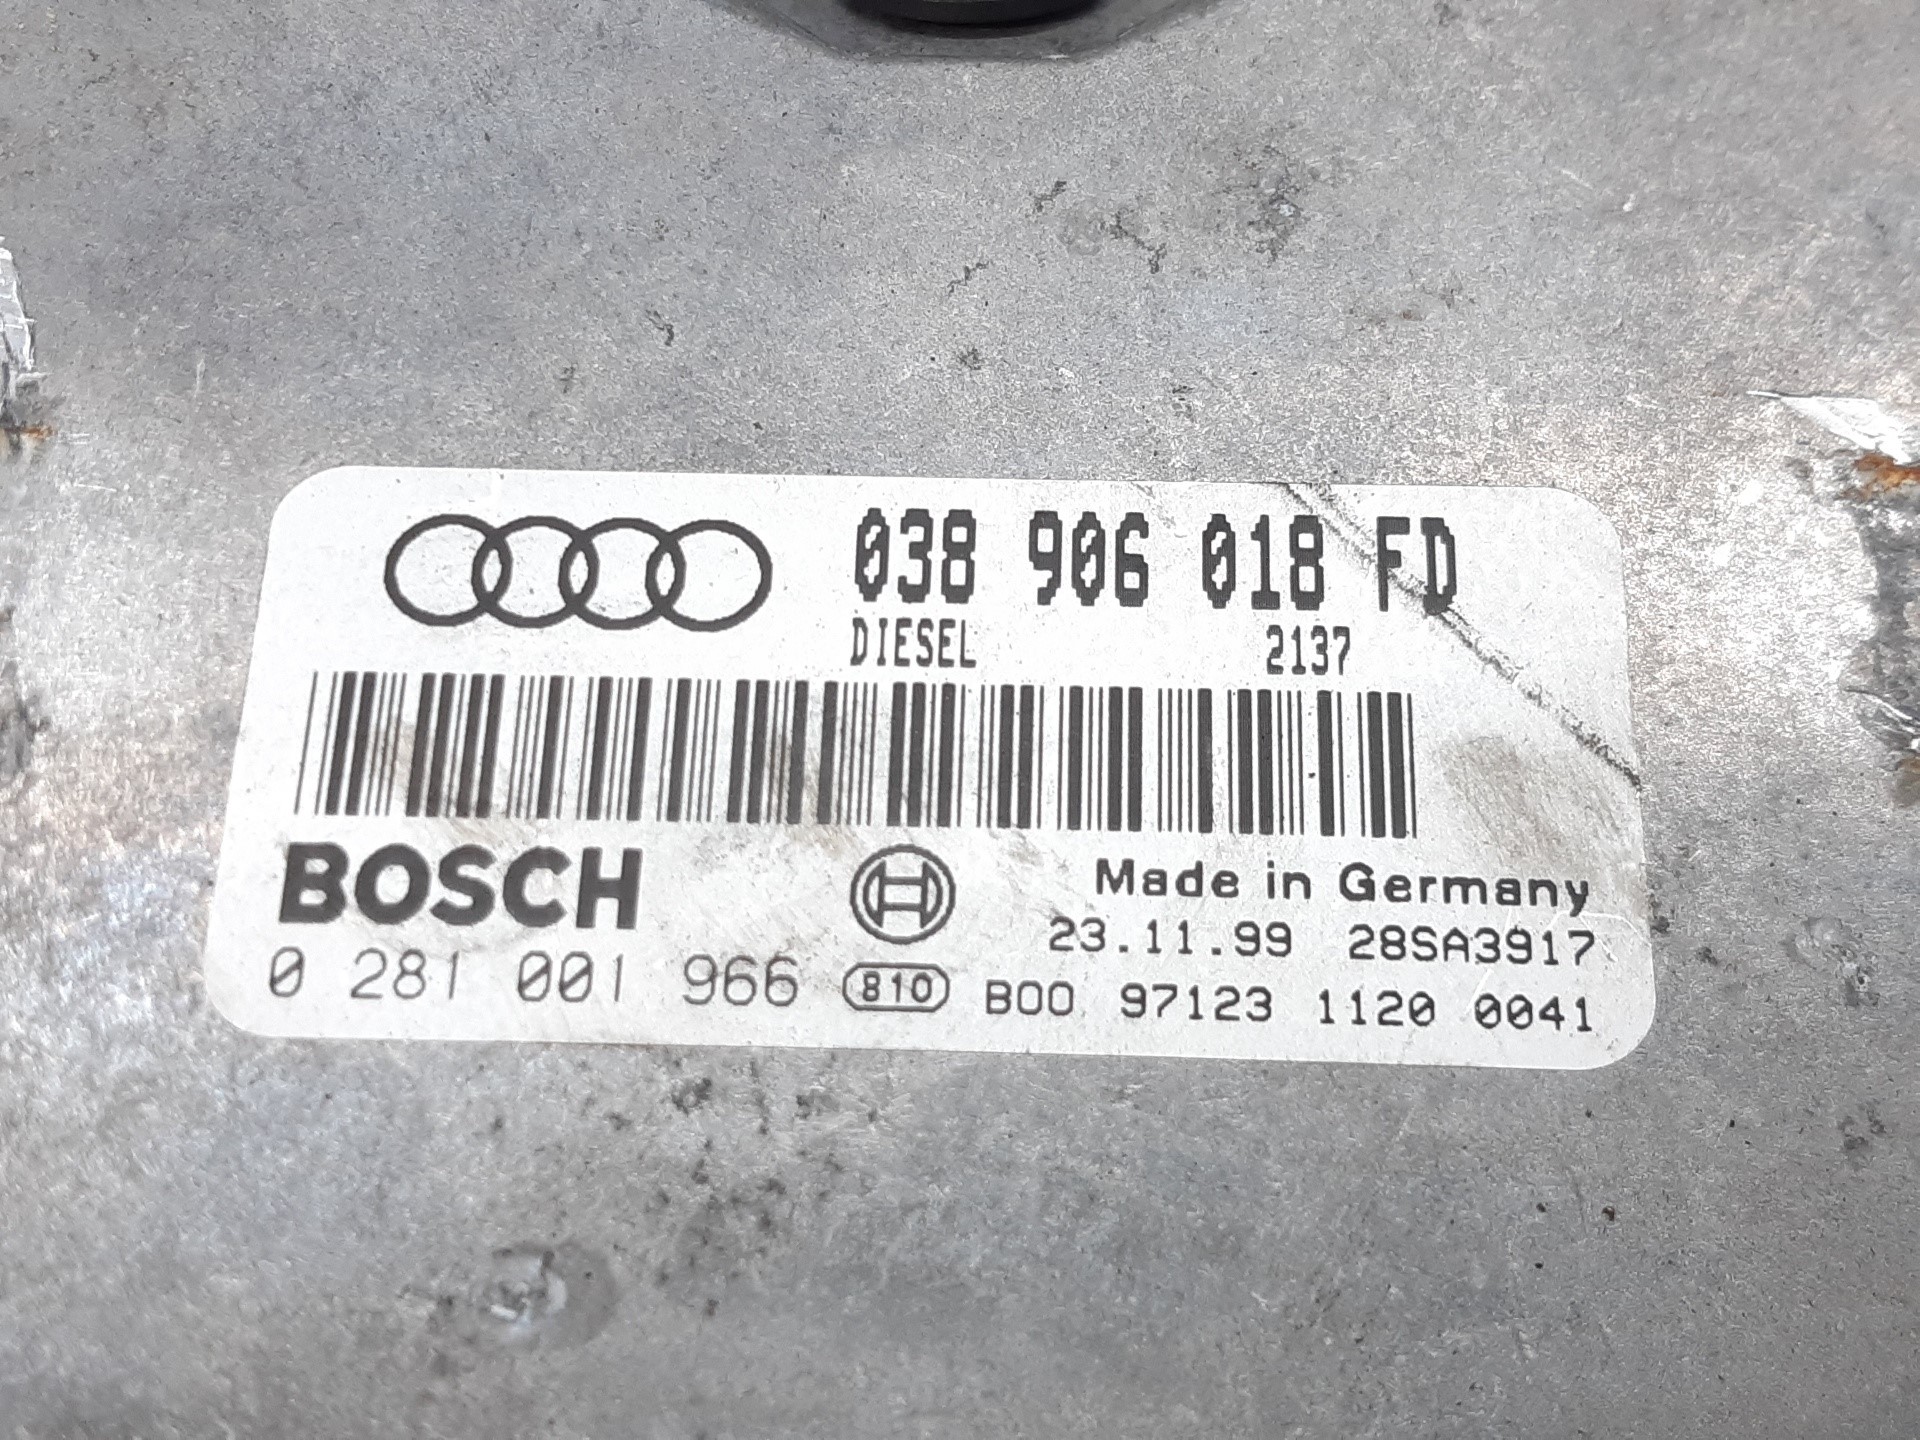 038 906 018 FD
DIESEL 2137
BOSCH
Made in Germany
23.11.99 28SA3917
0 281 001 966 810 B00 97123 1120 0041